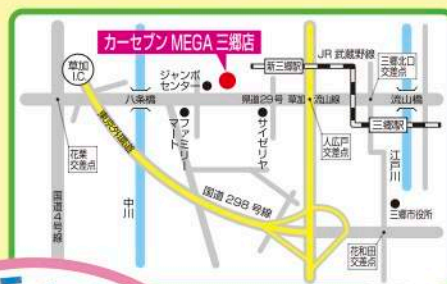 カーセブン MEGA 三郷店
草加
I.C.
ジャンボ
センター
新三郷駅
JR 武蔵野線
三郷北口
交差点
八条橋
県道29号 草加
流山線
流山橋
三郷駅
花栗
交差点
東京外環道
ファミリー
マート
サイゼリヤ
人広戸
交差点
江戸川
国道4号線
中川
国道 298 号線
三郷市役所
花和田
交差点